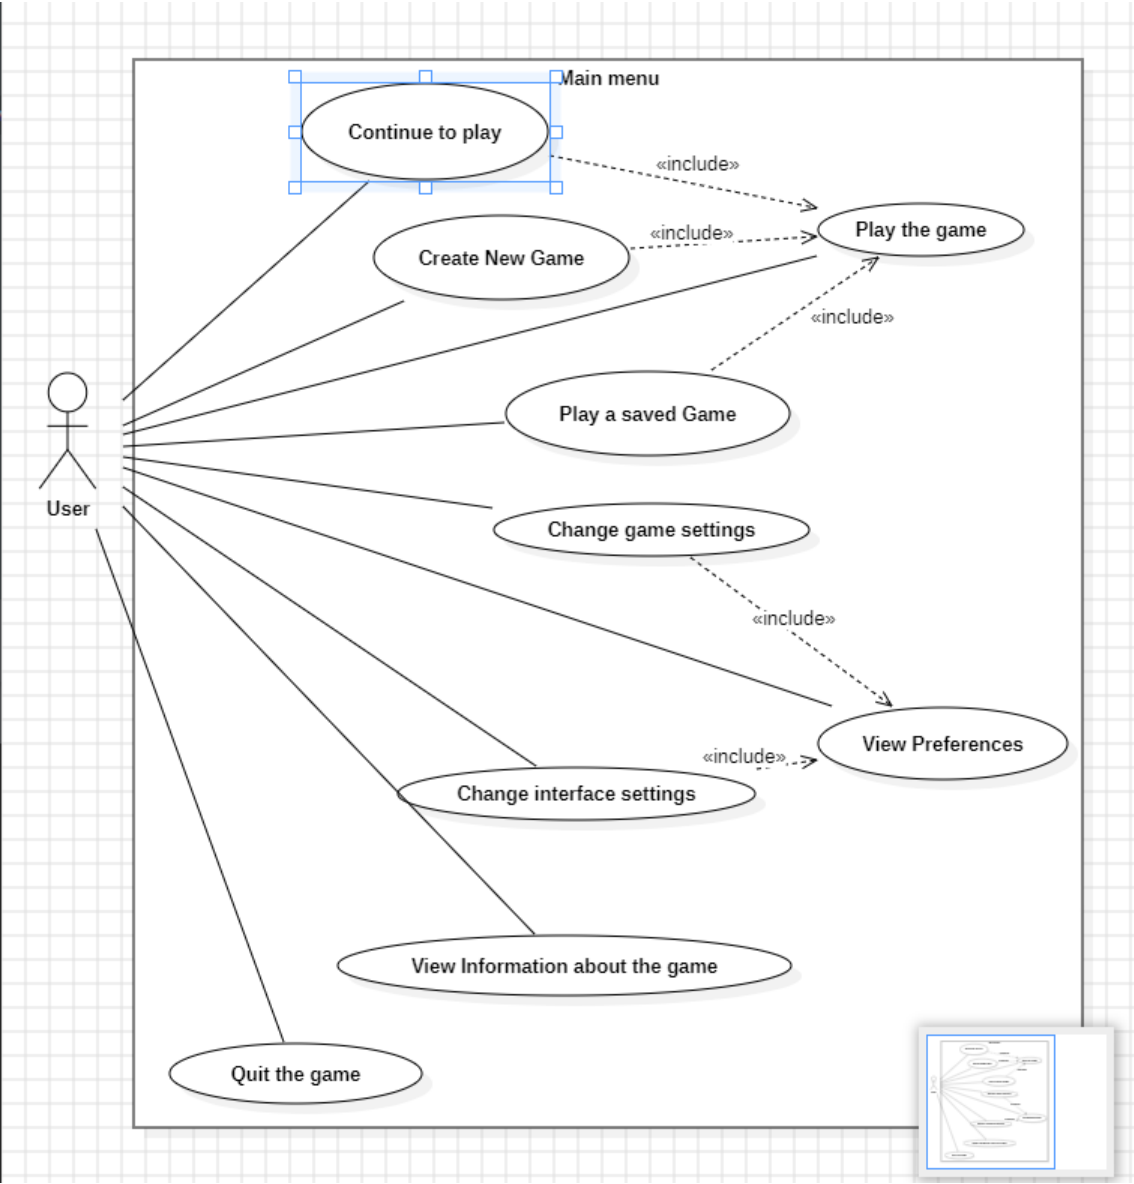 Main menu
Continue to play
«include»
Play the game
«include»
Create New Game
«include»
Play a saved Game
User
Change game settings
«include»
View Preferences
«include»
Change interface settings
View Information about the game
Quit the game